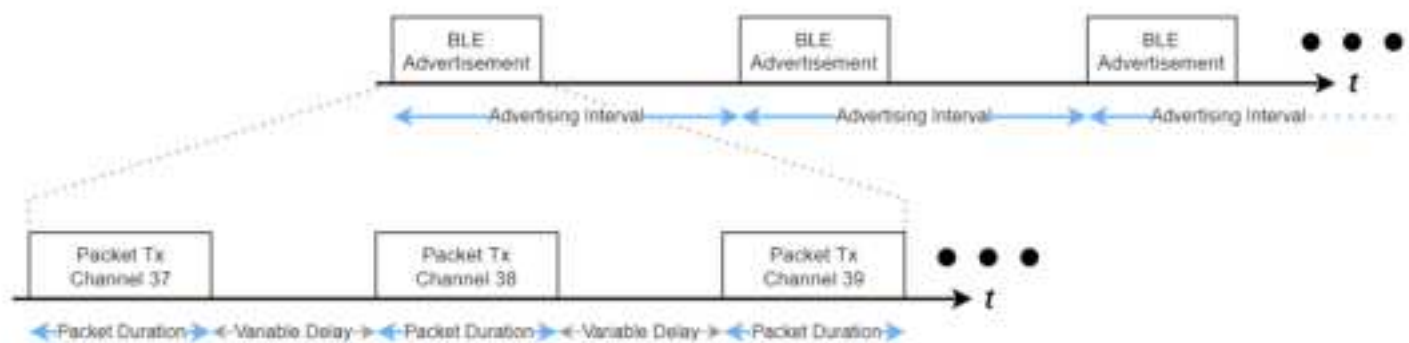 BLE
Advertisement
BLE
Advertisement
BLE
Advertisement
t
Advertising Interval
Advertising Interval
Advertising Interval
Packet Tx
Channel 37
Packet Tx
Channel 38
Packet Tx
Channel 39
t
Packet Duration
Variable Delay
Packet Duration
Variable Delay
Packet Duration